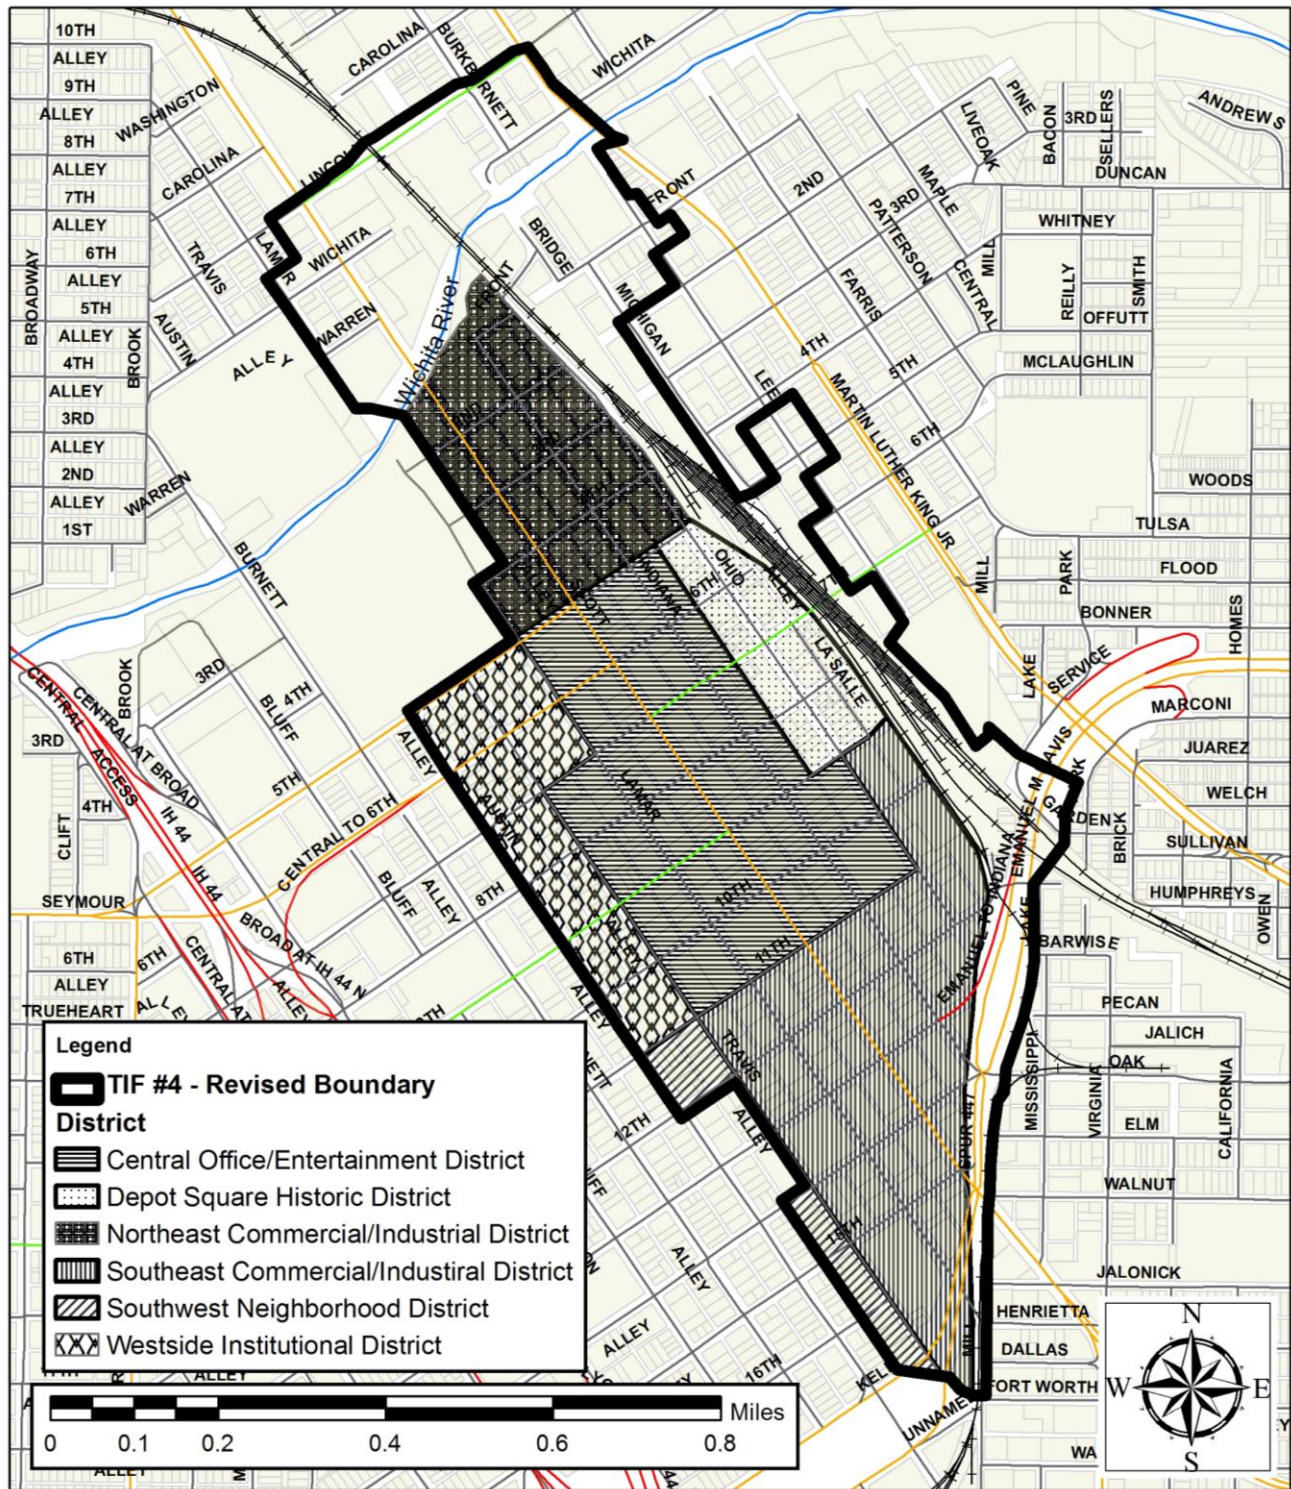 10TH
ALLEY
9TH
ALLEY
8TH
ALLEY
7TH
ALLEY
6TH
ALLEY
5TH
ALLEY
4TH
ALLEY
3RD
ALLEY
2ND
ALLEY
1ST
BROADWAY
BROOK
WASHINGTON
CAROLINA
TRAVIS
AUSTIN
CAROLINA
BURKBURNETT
WICHITA
LAMAR
WICHITA
WARREN
ALLEY
WARREN
Wichita River
FRONT
BRIDGE
FRONT
MICHIGAN
LEE
2ND
3RD
MAPLE
PATTERSON
CENTRAL
FARRIS
4TH
5TH
6TH
MARTIN LUTHER KING JR
LIVEOAK
PINE
BACON
3RD
SELLERS
ANDREWS
DUNCAN
WHITNEY
MILL
REILLY
SMITH
OFFUTT
MCLAUGHLIN
WOODS
TULSA
MILL
PARK
FLOOD
BONNER
HOMES
LAKE
SERVICE
MARCONI
JUAREZ
WELCH
SULLIVAN
HUMPHREYS
OWEN
GARDEN
BRICK
EMANUEL TO INDIANA
LAKE
BARWISE
PECAN
JALICH
OAK
MISSISSIPPI
VIRGINIA
CALIFORNIA
ELM
WALNUT
SPUR 447
JALONICK
HENRIETTA
DALLAS
FORT WORTH
MILL
2ND
INDIANA
OHIO
6TH
ALLEY
LA SALLE
LAMAR
AUSTIN
10TH
11TH
ALLEY
TRAVIS
ALLEY
12TH
15TH
16TH
ALLEY
ALLEY
BURNETT
3RD
BLUFF
4TH
5TH
ALLEY
BROOK
CENTRAL AT BROAD
CENTRAL
ACCESS
3RD
4TH
CLIFT
IH 44
IH 44
CENTRAL TO 6TH
BLUFF
ALLEY
8TH
ALLEY
SEYMOUR
BROAD AT IH 44 N
6TH
6TH
ALLEY
ALLEY
TRUEHEART
ALLEY
Legend
TIF #4 - Revised Boundary
District
Central Office/Entertainment District
Depot Square Historic District
Northeast Commercial/Industrial District
Southeast Commercial/Industiral District
Southwest Neighborhood District
Westside Institutional District
Miles
0 0.1 0.2 0.4 0.6 0.8
N
W E
S